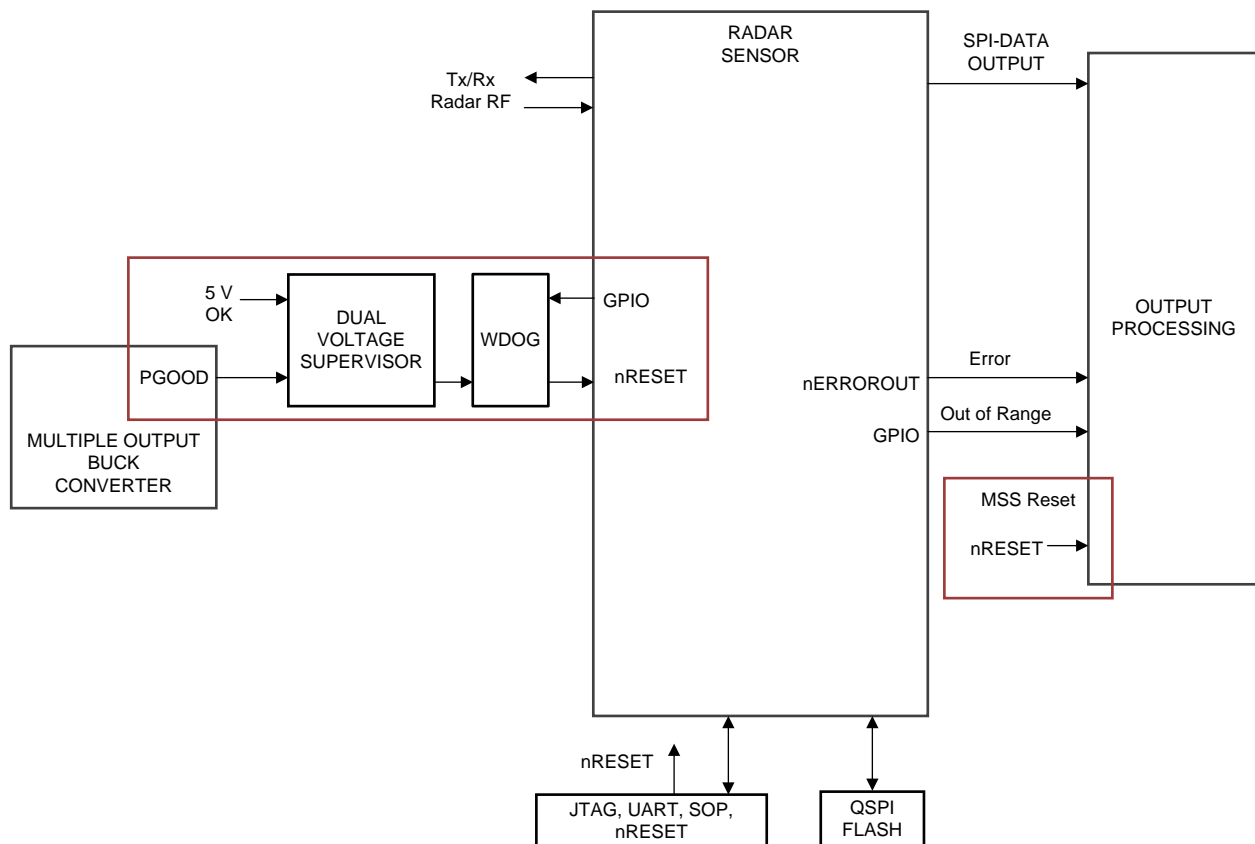 RADAR
SENSOR
SPI-DATA
OUTPUT
Tx/Rx
Radar RF
5 V
OK
DUAL
VOLTAGE
SUPERVISOR
WDOG
GPIO
nRESET
PGOOD
MULTIPLE OUTPUT
BUCK
CONVERTER
OUTPUT
PROCESSING
Error
nERROROUT
Out of Range
GPIO
MSS Reset
nRESET
nRESET
JTAG, UART, SOP,
nRESET
QSPI
FLASH